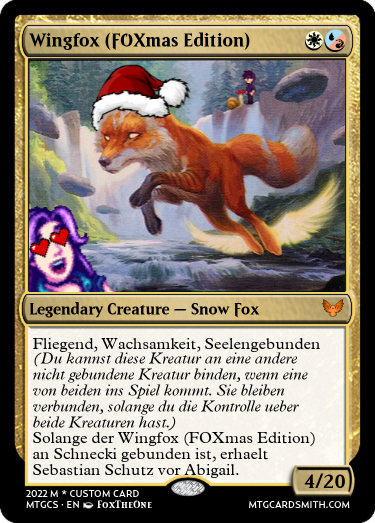 Wingfox (FOXmas Edition)
Legendary Creature — Snow Fox
Fliegend, Wachsamkeit, Seelengebunden
(Du kannst diese Kreatur an eine andere
nicht gebundene Kreatur binden, wenn eine
von beiden ins Spiel kommt. Sie bleiben
verbunden, solange du die Kontrolle ueber
beide Kreaturen hast.)
Solange der Wingfox (FOXmas Edition)
an Schnecki gebunden ist, erhaelt
Sebastian Schutz vor Abigail.
4/20
2022 M * CUSTOM CARD
MTGCS · EN FoxTheOne
MTGCARDSMITH.COM